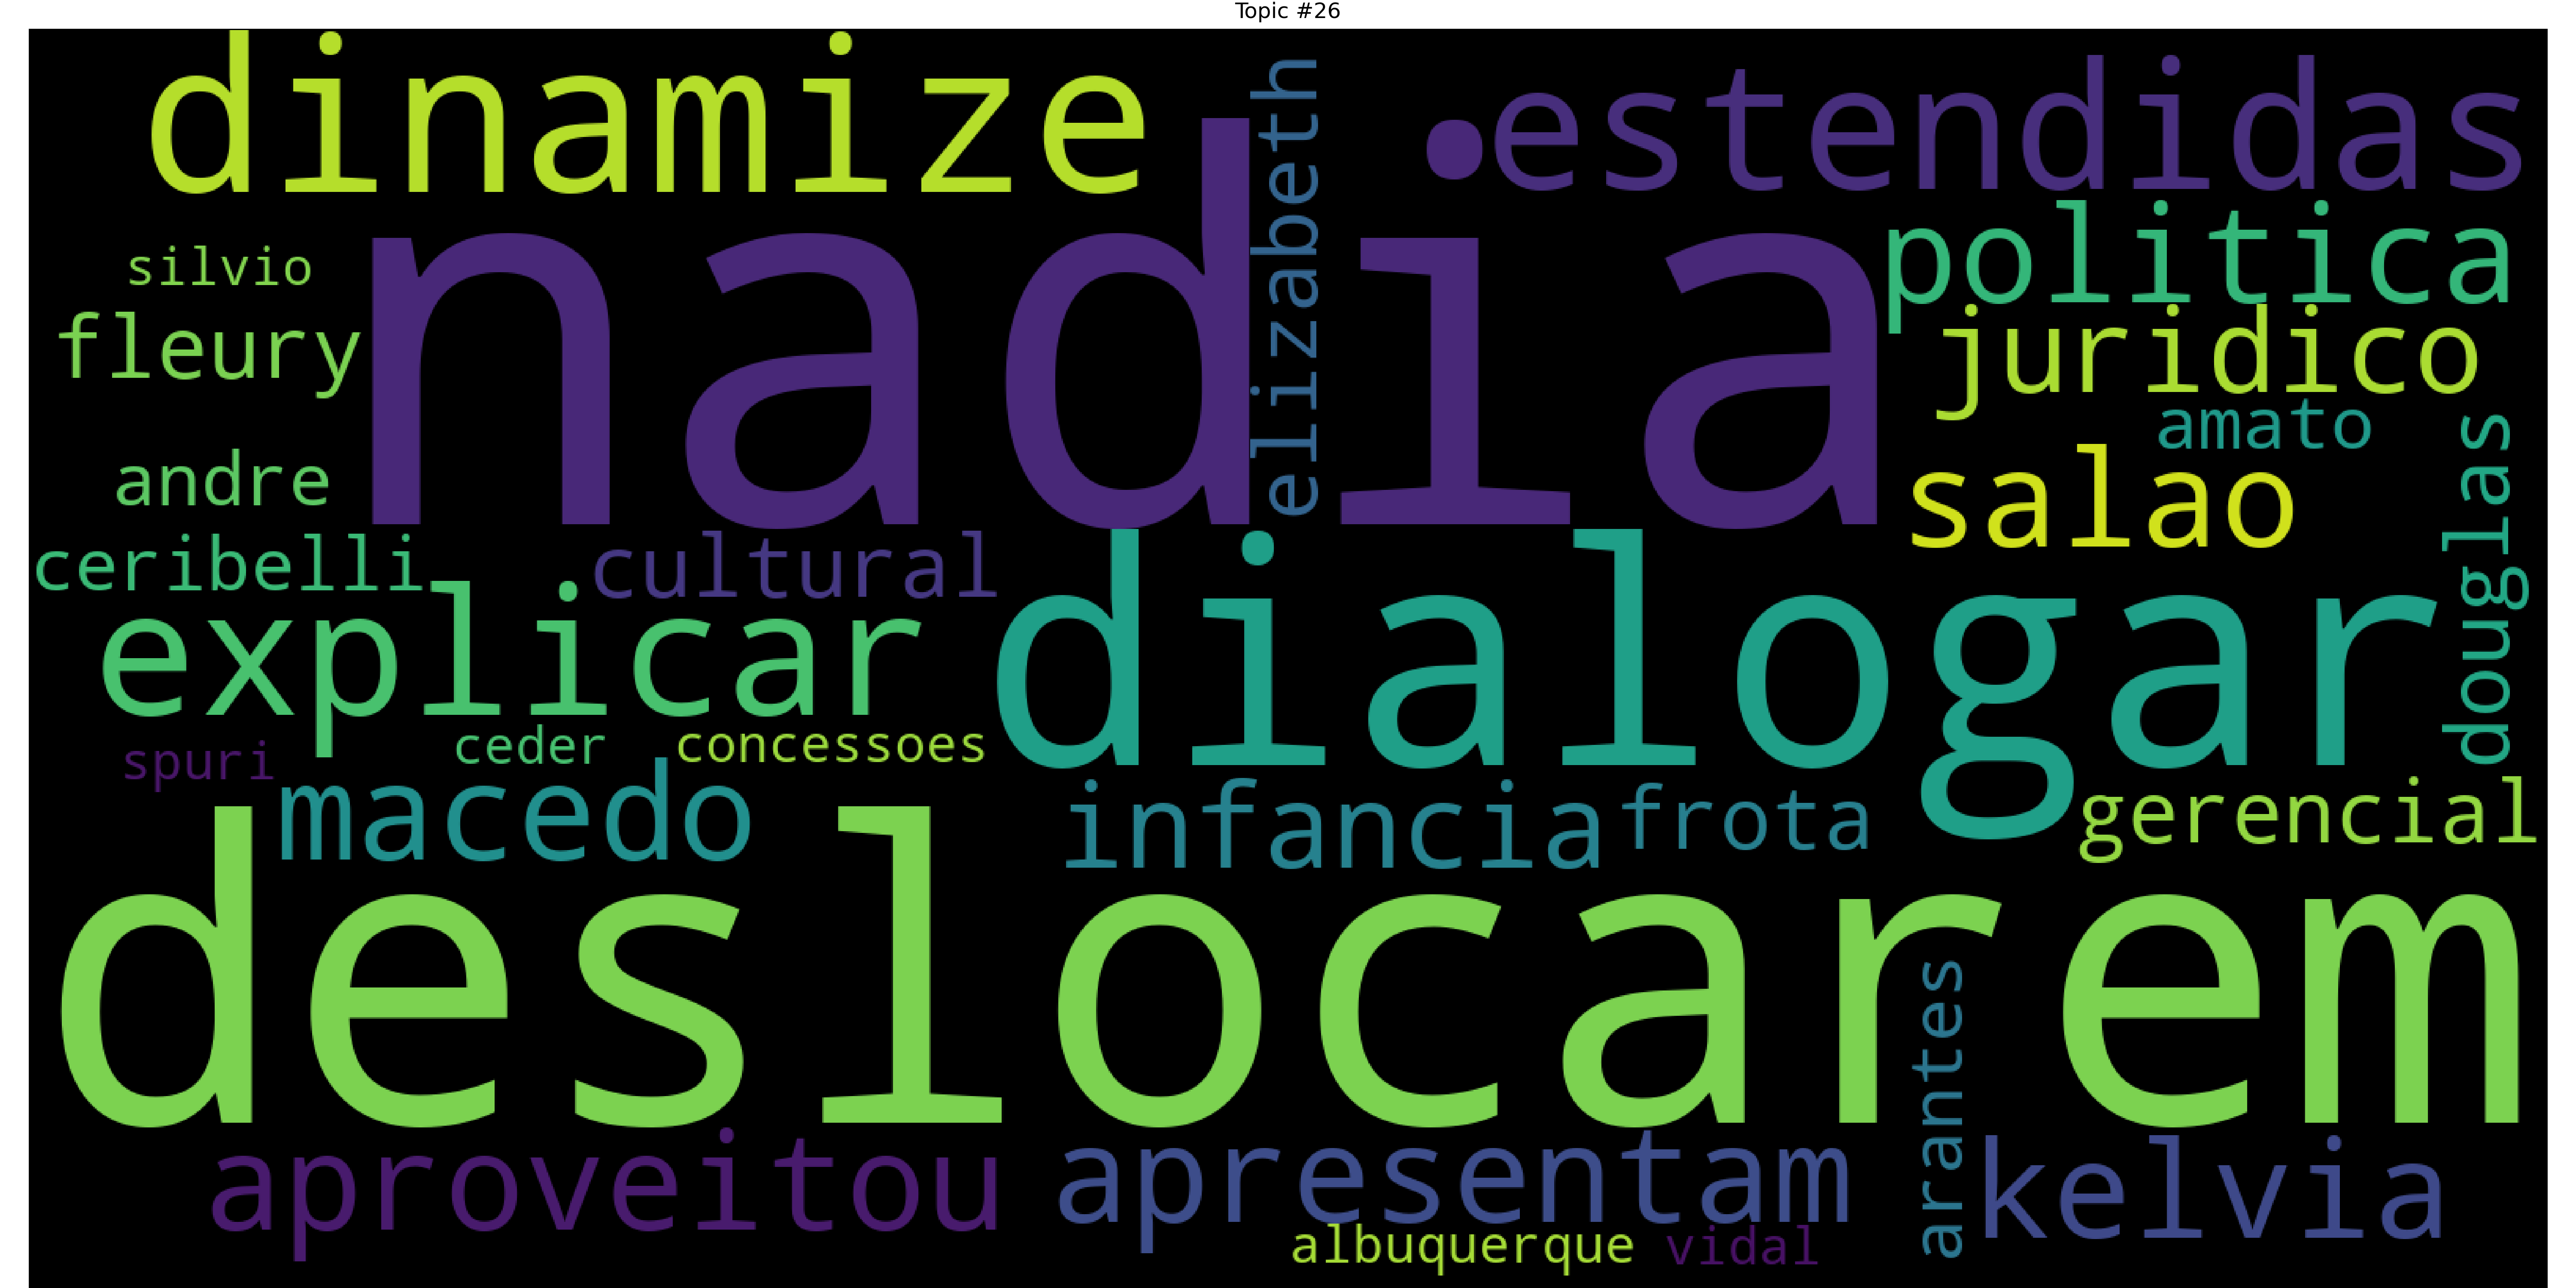 Topic #26
dinamize
elizabeth
estendidas
nadia
politica
silvio
fleury
juridico
amato
andre
salao
douglas
ceribelli
cultural
dialogar
explicar
spuri
ceder
concessoes
macedo
infancia
frota
gerencial
deslocarem
arantes
aproveitou
apresentam
kelvia
albuquerque
vidal